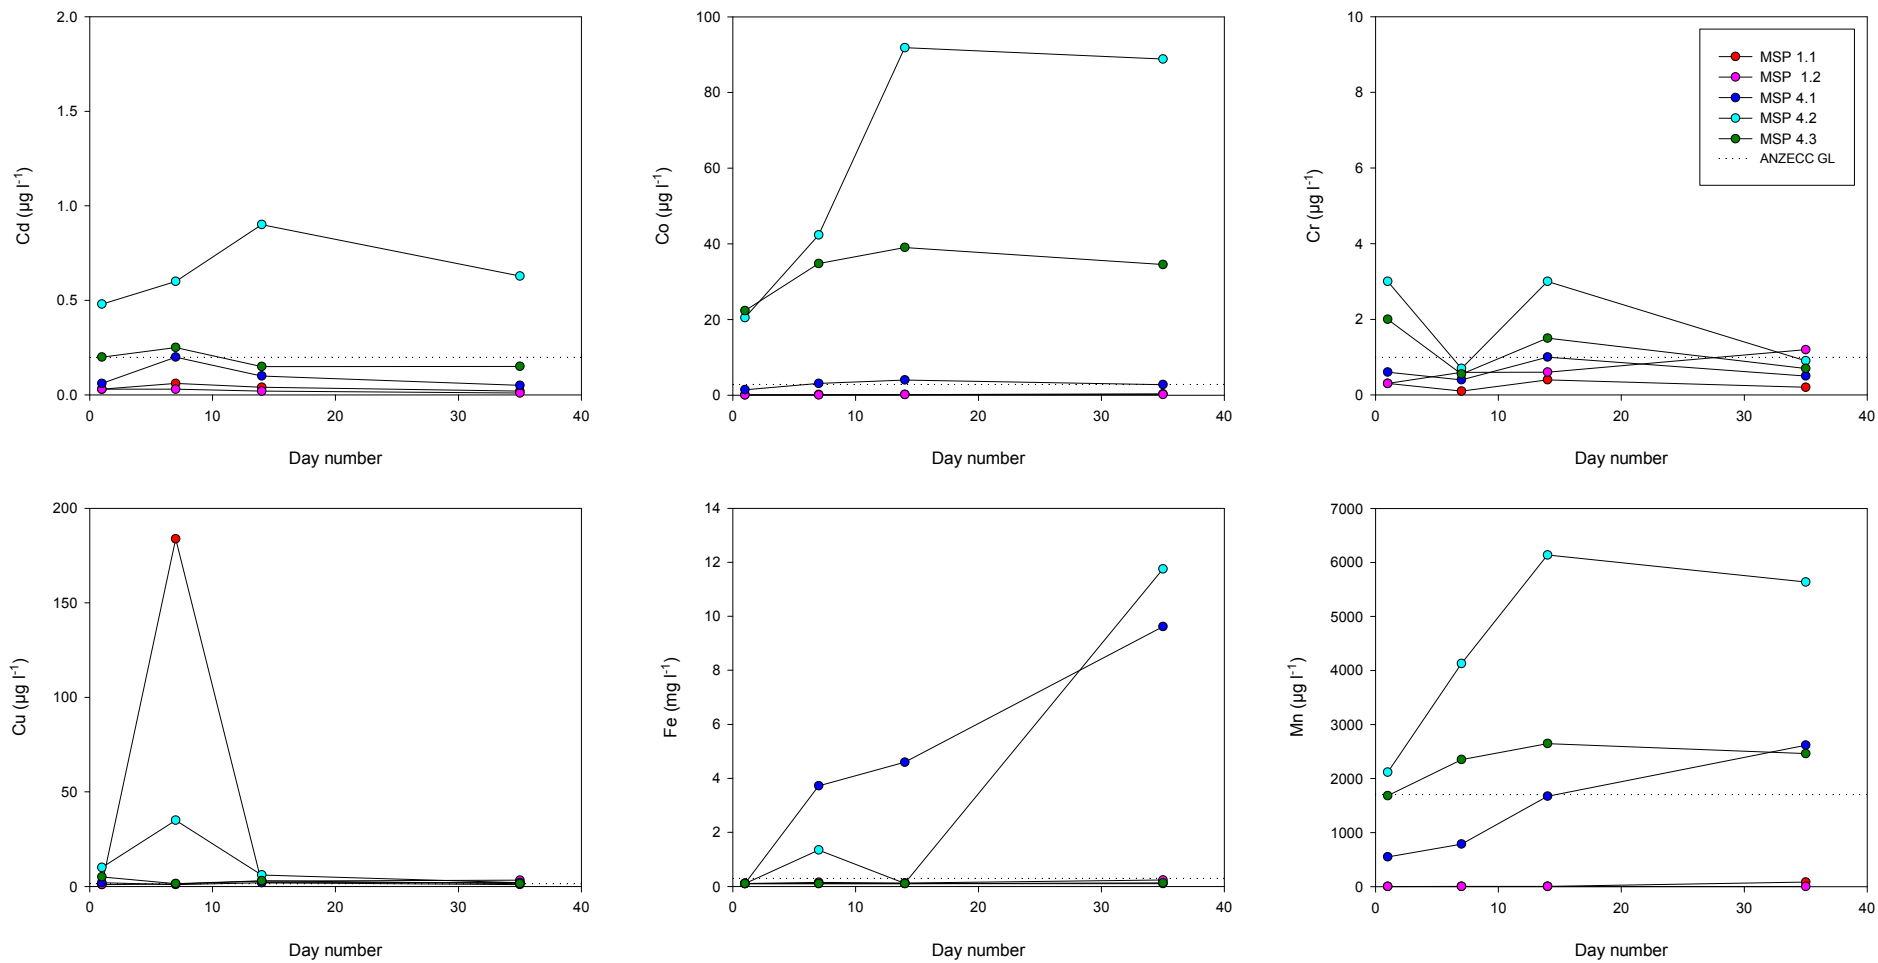 2.0
1.5
1.0
0.5
0.0
Cd (µg l-1)
0 10 20 30 40
Day number
100
80
60
40
20
0
Co (µg l-1)
0 10 20 30 40
Day number
10
8
6
4
2
0
Cr (µg l-1)
0 10 20 30 40
Day number
MSP 1.1
MSP 1.2
MSP 4.1
MSP 4.2
MSP 4.3
ANZECC GL
200
150
100
50
0
Cu (µg l-1)
0 10 20 30 40
Day number
14
12
10
8
6
4
2
0
Fe (mg l-1)
0 10 20 30 40
Day number
7000
6000
5000
4000
3000
2000
1000
0
Mn (µg l-1)
0 10 20 30 40
Day number